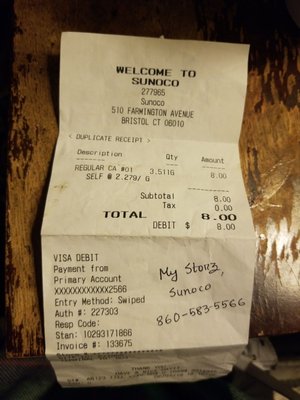 WELCOME TO
SUNOCO
277985
Sunoco
510 FARMINGTON AVENUE
BRISTOL CT 06010
< DUPLICATE RECEIPT >
Description Qty Amount
REGULAR CA #01 3.511G 8.00
SELF @ 2.279/ G
Subtotal 8.00
Tax 0.00
TOTAL 8.00
DEBIT $ 8.00
VISA DEBIT
Payment from
Primary Account
XXXXXXXXXXXX2566
Entry Method: Swiped
Auth #: 227303
Resp Code:
Stan: 10293171866
Invoice #: 133675
My Storz,
Sunoco
860-583-5566